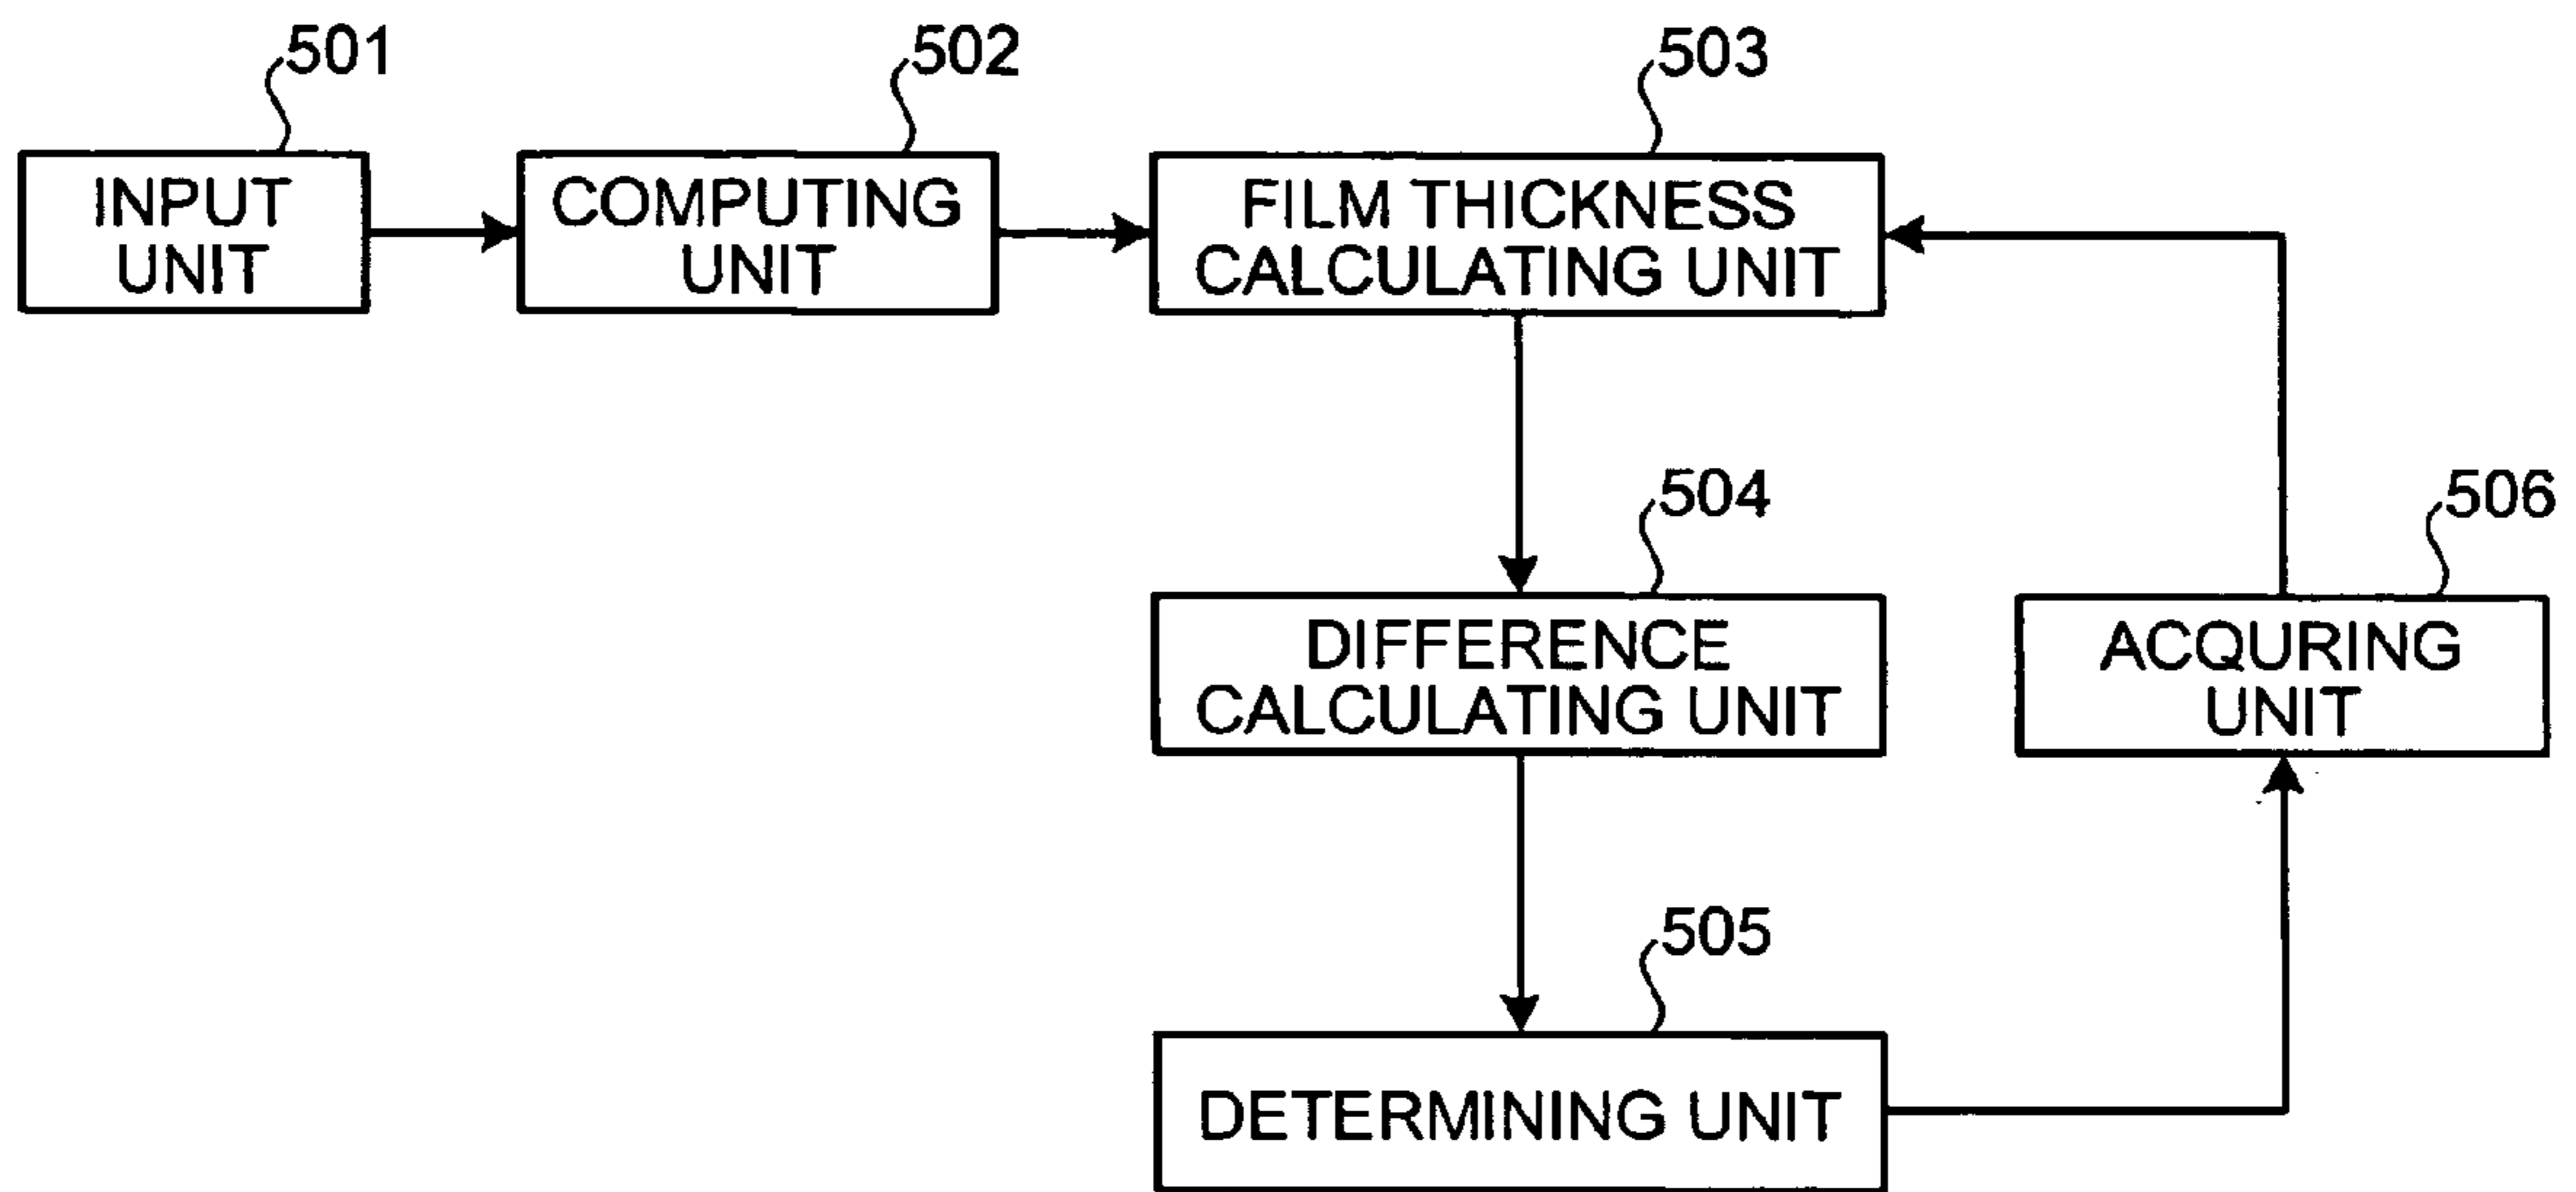 501
502
503
INPUT
UNIT
COMPUTING
UNIT
FILM THICKNESS
CALCULATING UNIT
504
506
DIFFERENCE
CALCULATING UNIT
ACQURING
UNIT
505
DETERMINING UNIT